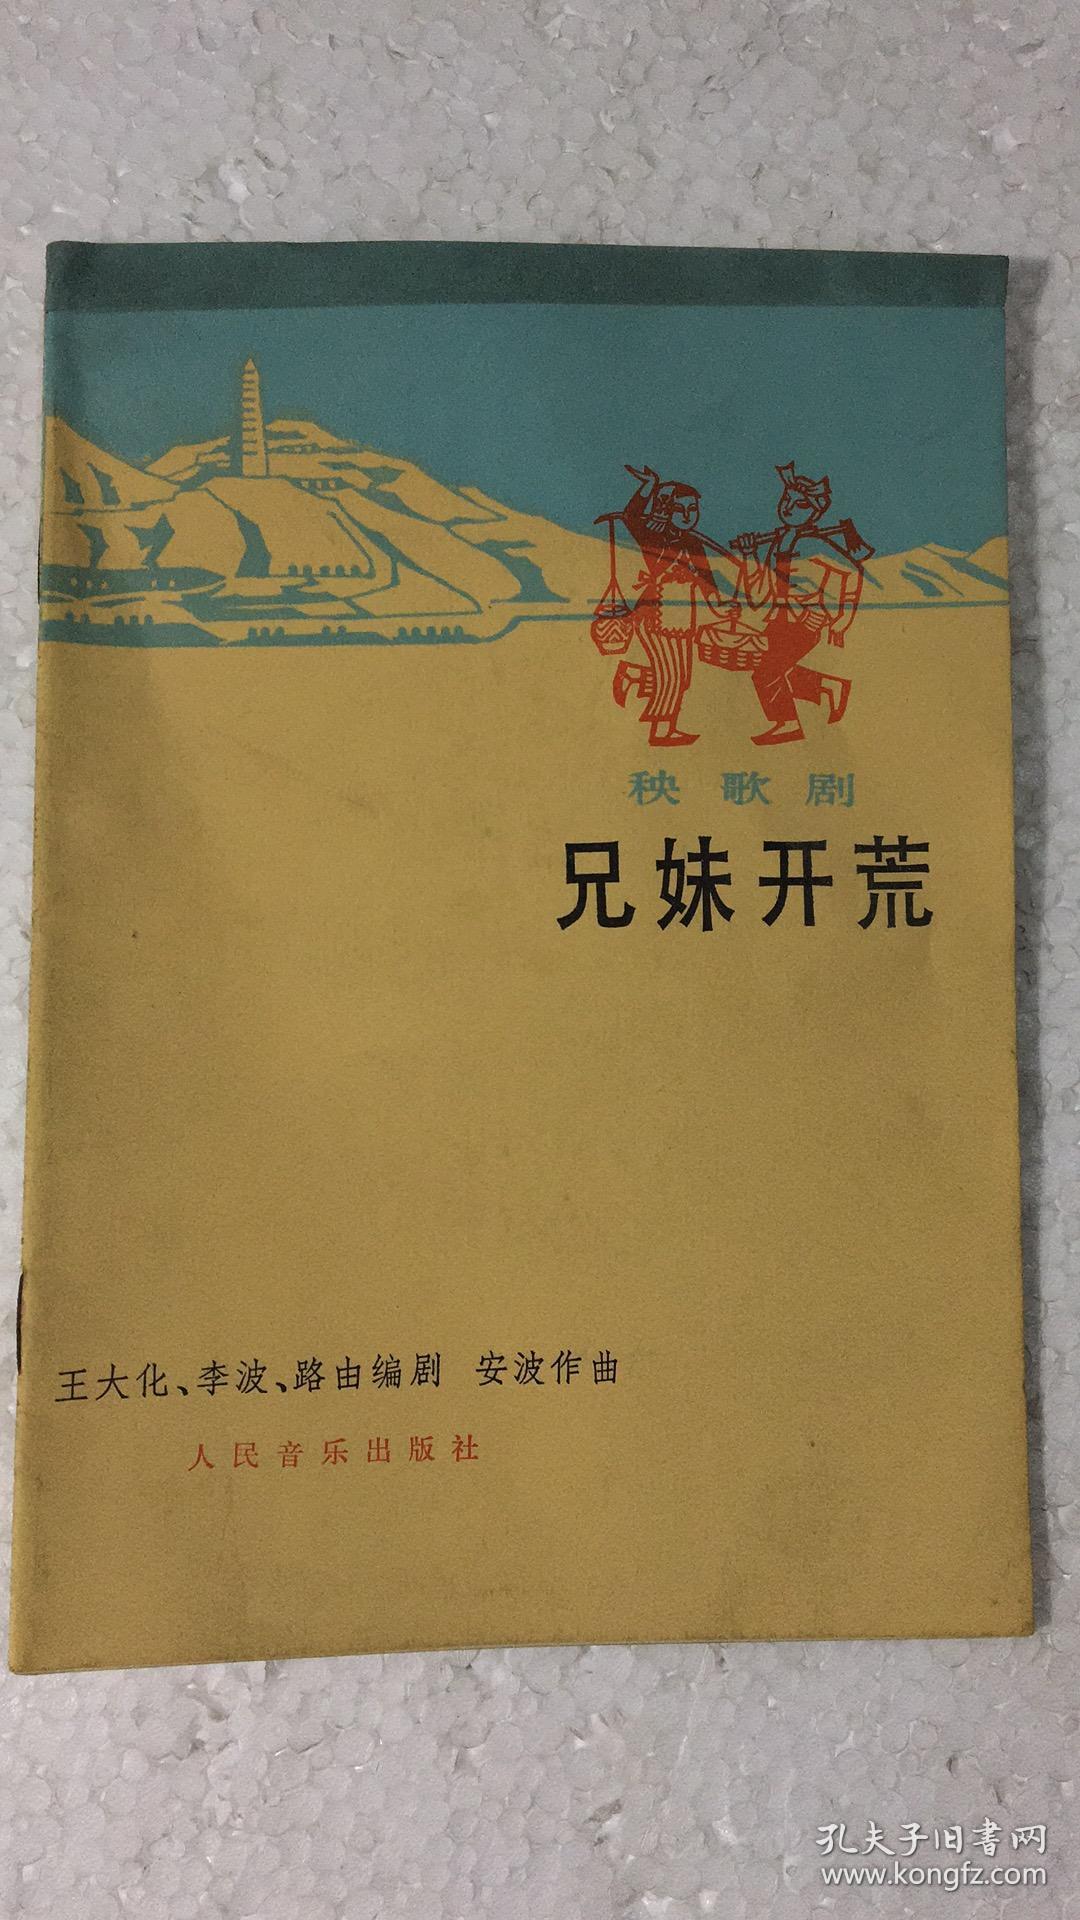 秧歌剧
兄妹开荒
王大化、李波、路由编剧 安波作曲
人民音乐出版社
孔夫子旧书网
www.kongfz.com